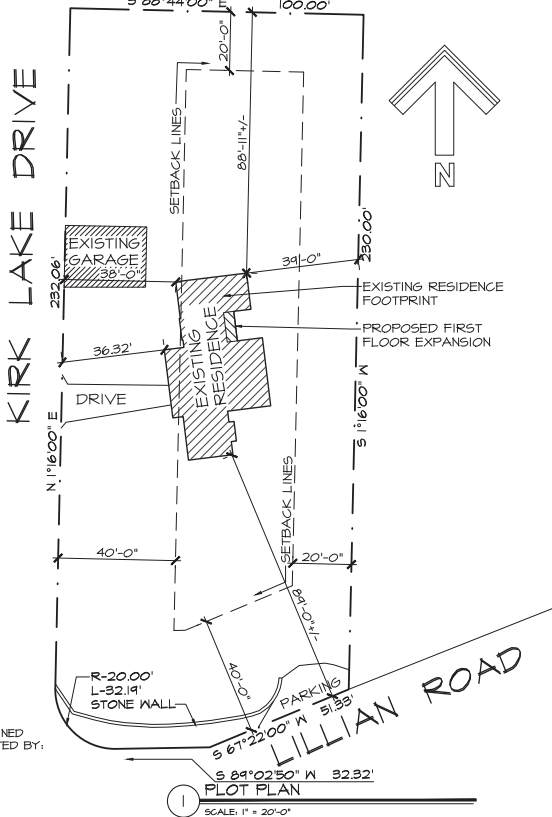 S 88°44'00" E 100.00'
20'-0"
88'-11"+/-
SETBACK LINES
N
KIRK LAKE DRIVE
EXISTING
GARAGE
38'-0"
39'-0"
232.06'
230.00'
EXISTING RESIDENCE
FOOTPRINT
PROPOSED FIRST
FLOOR EXPANSION
EXISTING
RESIDENCE
36.32'
DRIVE
N 1°16'00" E
S 1°16'00" W
SETBACK LINES
40'-0"
20'-0"
89'-0"+/-
40'-0"
R-20.00'
L-32.19'
STONE WALL
PARKING
51.33'
S 67°22'00" W
LILLIAN ROAD
NED
TED BY:
S 89°02'50" W 32.32'
1 PLOT PLAN
SCALE: 1" = 20'-0"